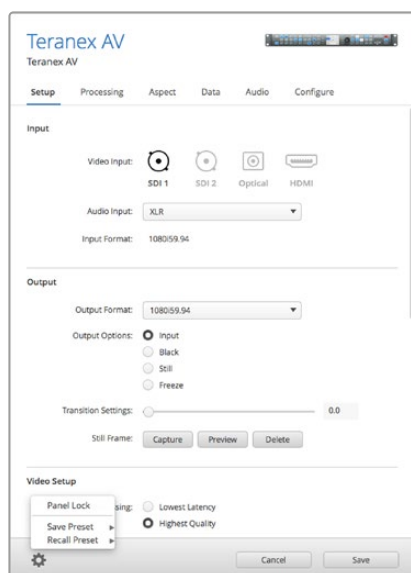 Teranex AV
Teranex AV
Setup Processing Aspect Data Audio Configure
Input
Video Input:
SDI 1 SDI 2 Optical HDMI
Audio Input: XLR
Input Format: 1080i59.94
Output
Output Format: 1080i59.94
Output Options: Input
Black
Still
Freeze
Transition Settings: 0.0
Still Frame: Capture Preview Delete
Video Setup
Panel Lock
Lowest Latency
Save Preset
Highest Quality
Recall Preset
Cancel Save